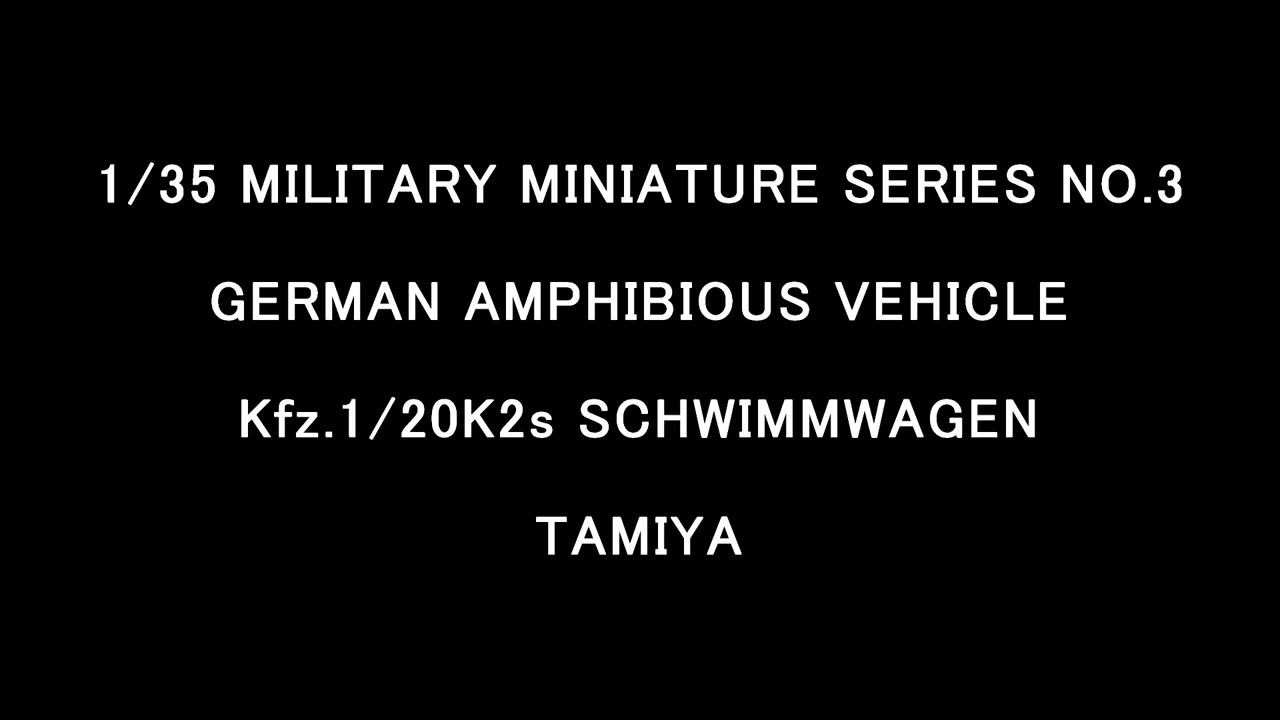 1/35 MILITARY MINIATURE SERIES NO.3
GERMAN AMPHIBIOUS VEHICLE
Kfz.1/20K2s SCHWIMMWAGEN
TAMIYA